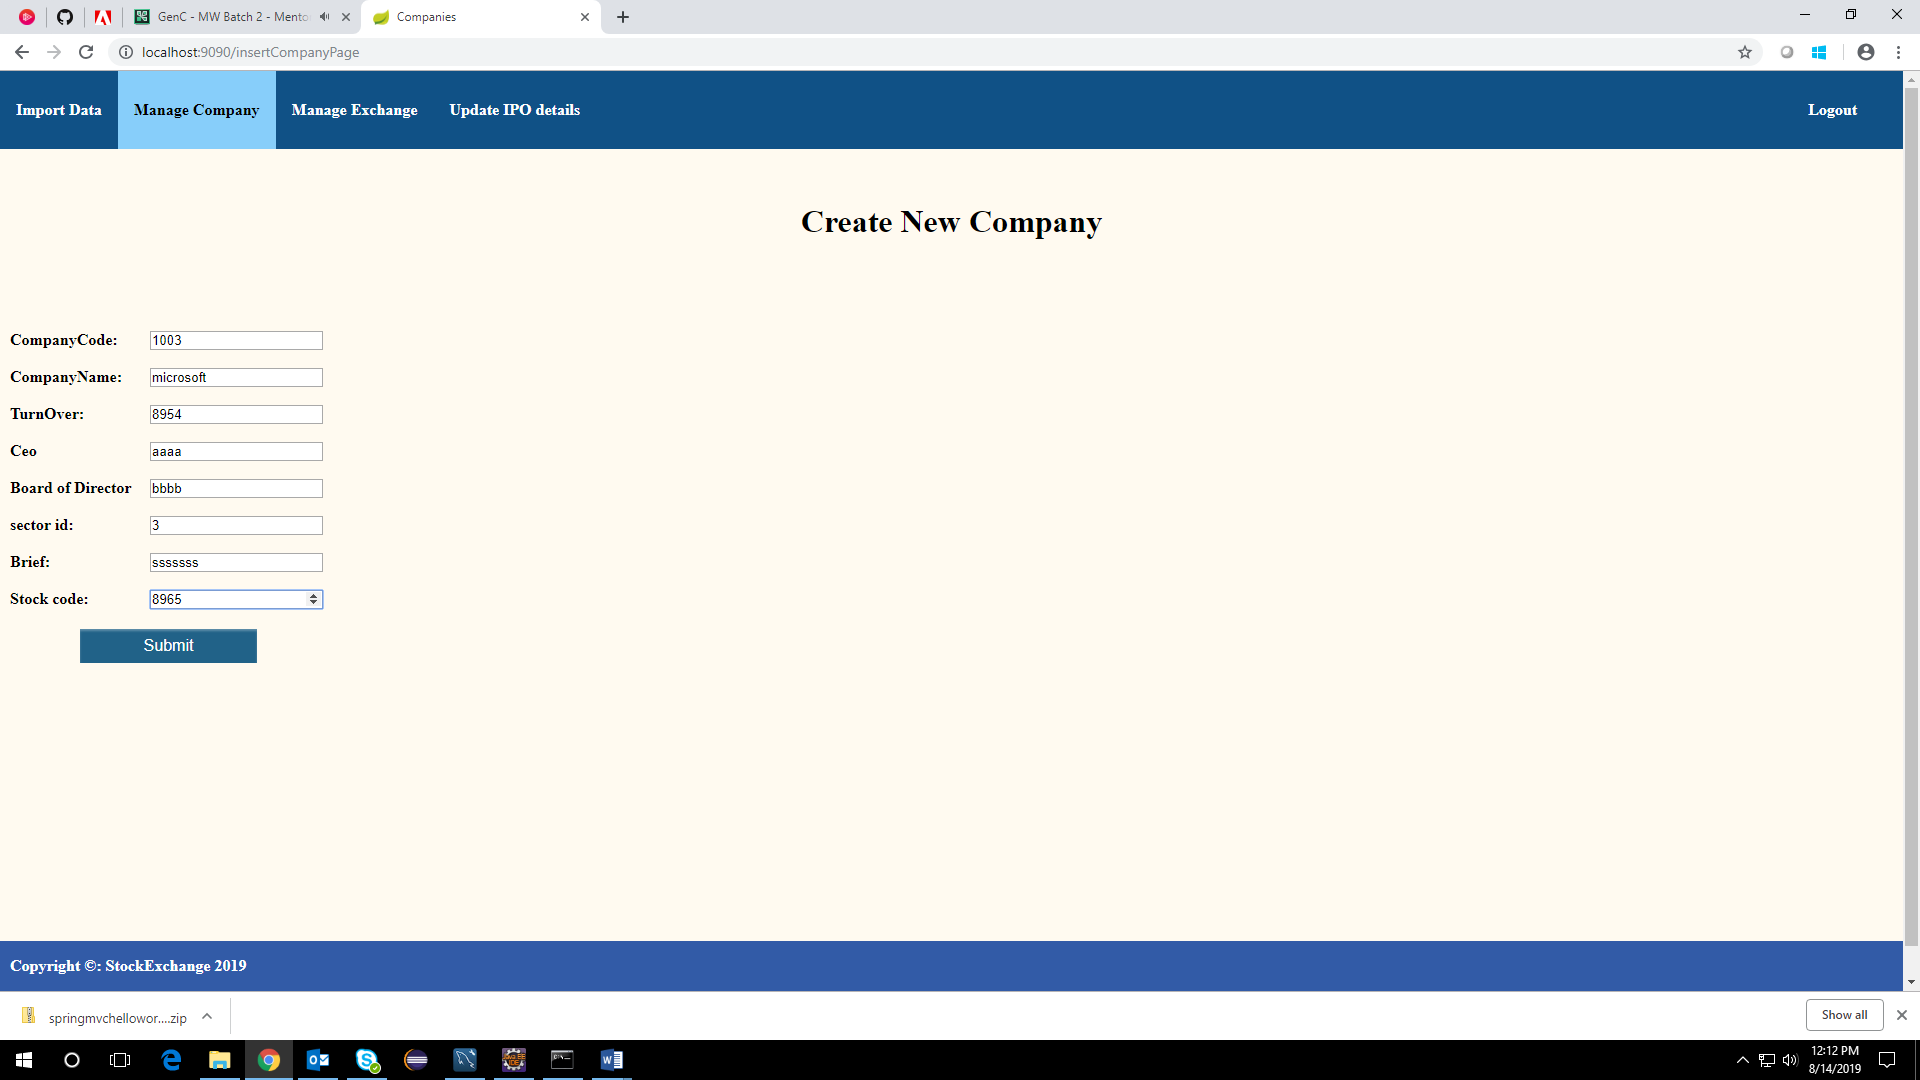 GenC - MW Batch 2 - Mento
Companies
localhost:9090/insertCompanyPage
Import Data
Manage Company
Manage Exchange
Update IPO details
Logout
Create New Company
CompanyCode: 1003
CompanyName: microsoft
TurnOver: 8954
Ceo aaaa
Board of Director bbbb
sector id: 3
Brief: sssssss
Stock code: 8965
Submit
Copyright ©: StockExchange 2019
springmvchellowor....zip
Show all
12:12 PM
8/14/2019